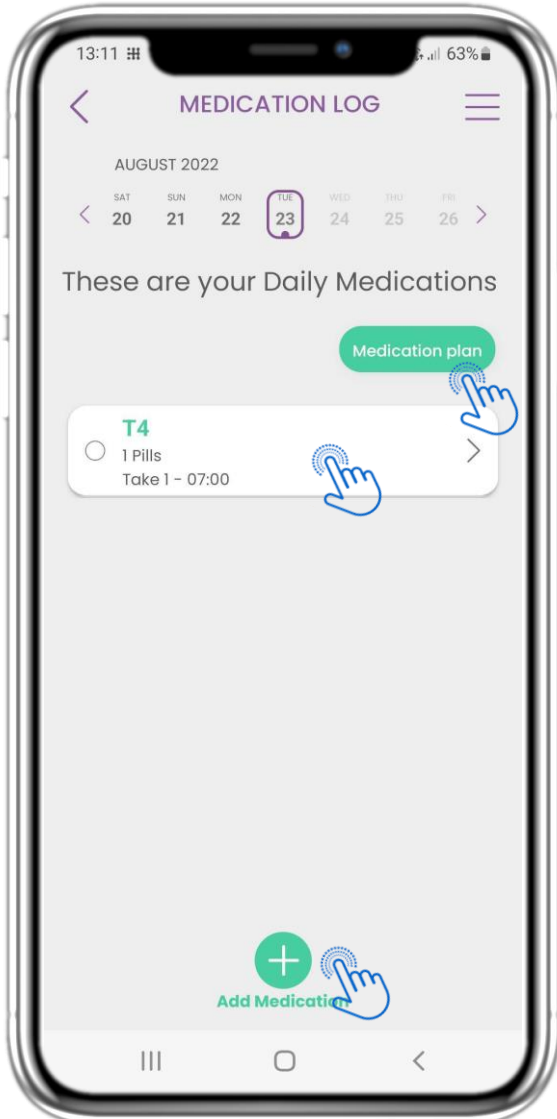 13:11 63%
MEDICATION LOG
AUGUST 2022
SAT SUN MON TUE WED THU FRI
20 21 22 23 24 25 26
These are your Daily Medications
Medication plan
T4
1 Pills
Take 1 - 07:00
Add Medication